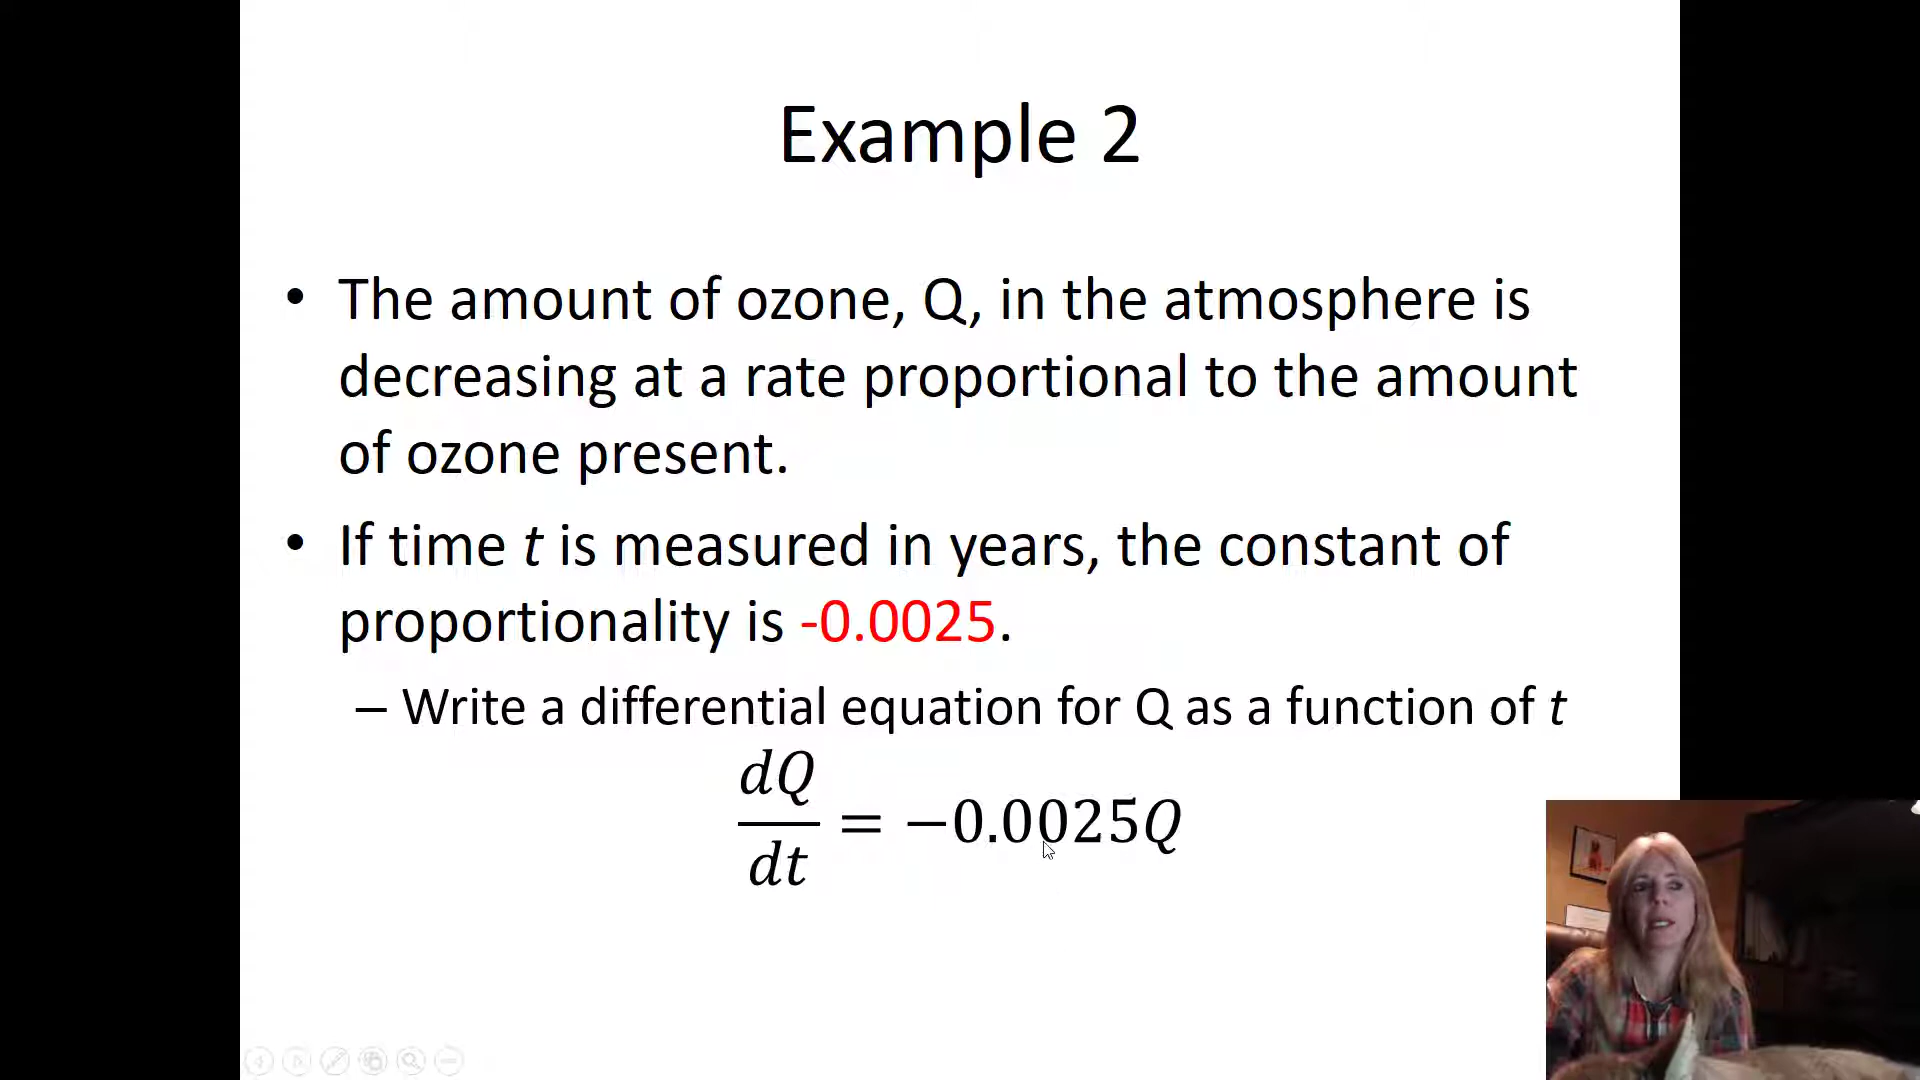 Example 2
• The amount of ozone, Q, in the atmosphere is
decreasing at a rate proportional to the amount
of ozone present.
• If time t is measured in years, the constant of
proportionality is -0.0025.
– Write a differential equation for Q as a function of t
dQ/dt = −0.0025Q